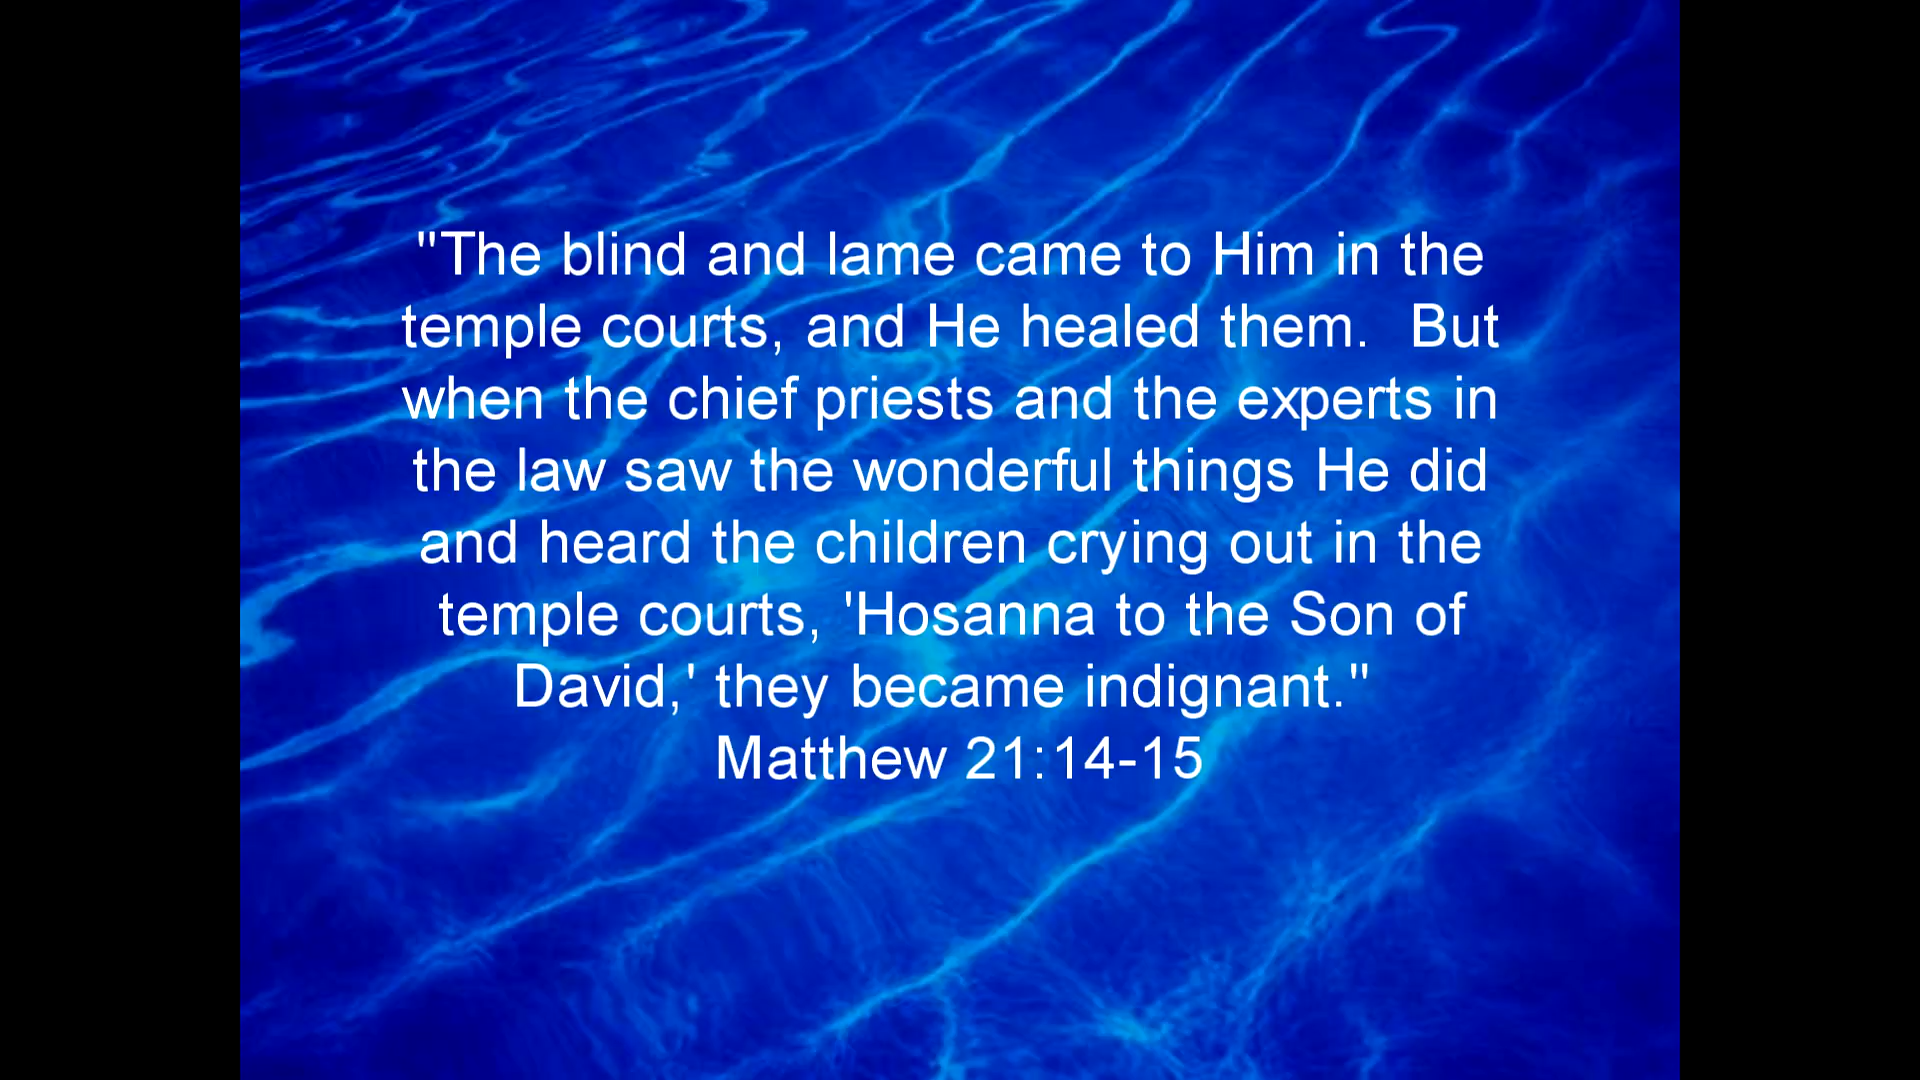 "The blind and lame came to Him in the
temple courts, and He healed them.  But
when the chief priests and the experts in
the law saw the wonderful things He did
and heard the children crying out in the
temple courts, 'Hosanna to the Son of
David,' they became indignant."
Matthew 21:14-15